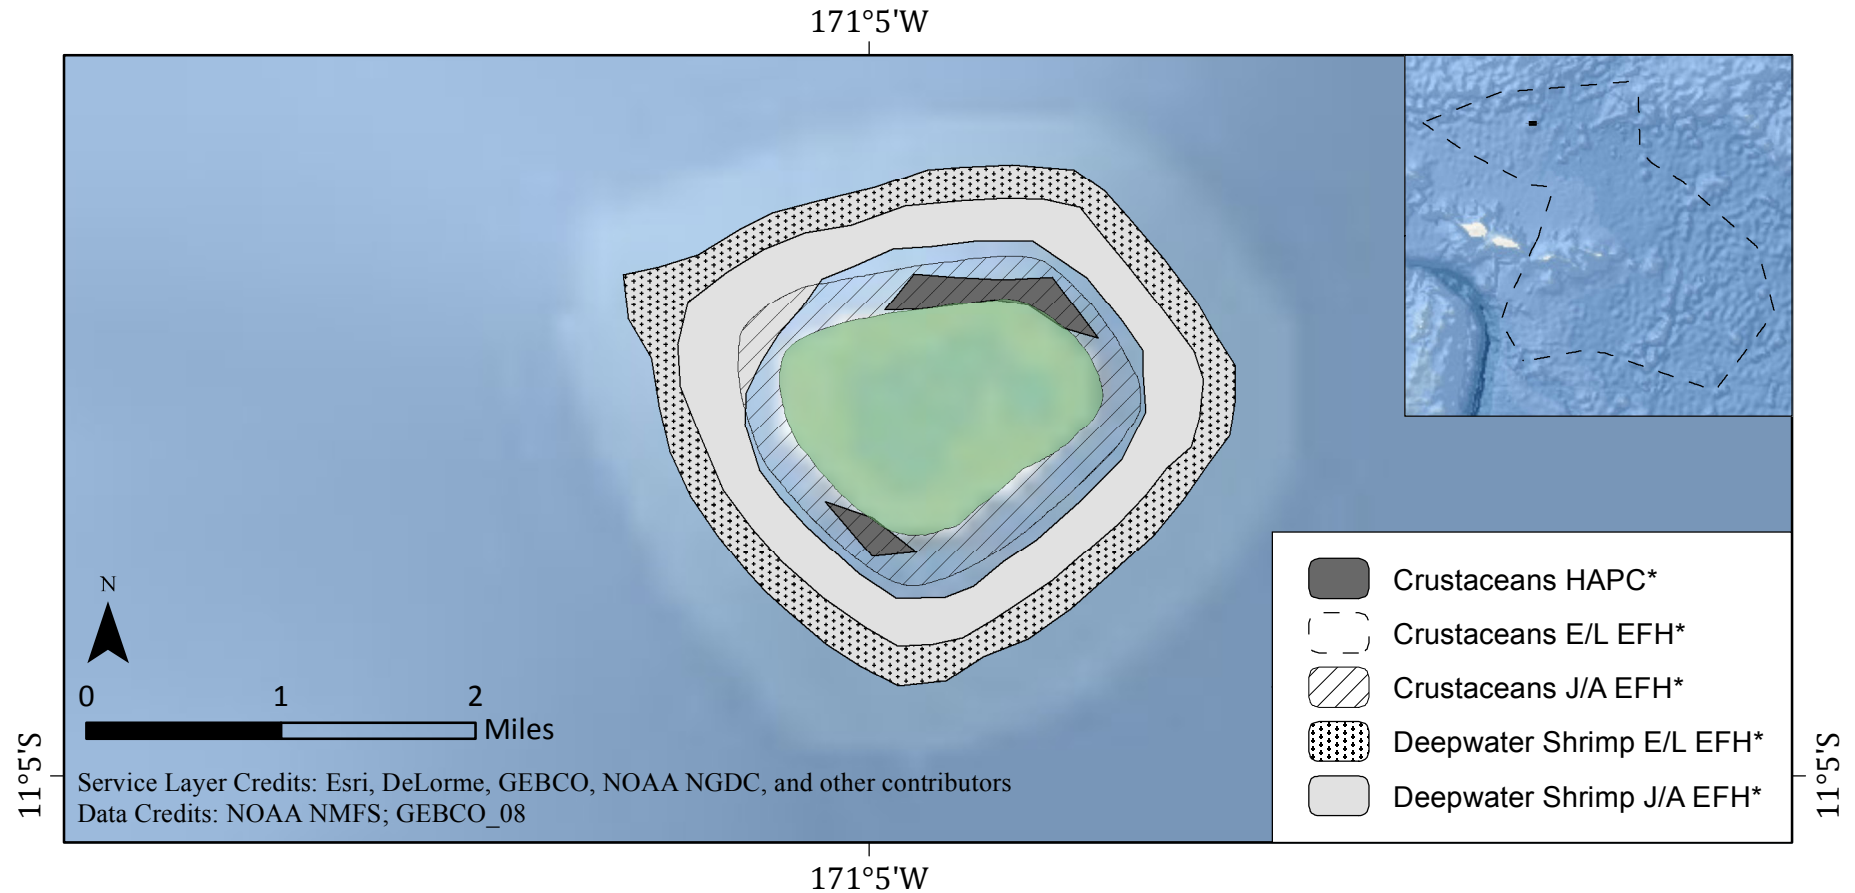 171°5'W
N
0 1 2
Miles
11°5'S
Service Layer Credits: Esri, DeLorme, GEBCO, NOAA NGDC, and other contributors
Data Credits: NOAA NMFS; GEBCO_08
Crustaceans HAPC*
Crustaceans E/L EFH*
Crustaceans J/A EFH*
Deepwater Shrimp E/L EFH*
Deepwater Shrimp J/A EFH*
11°5'S
171°5'W